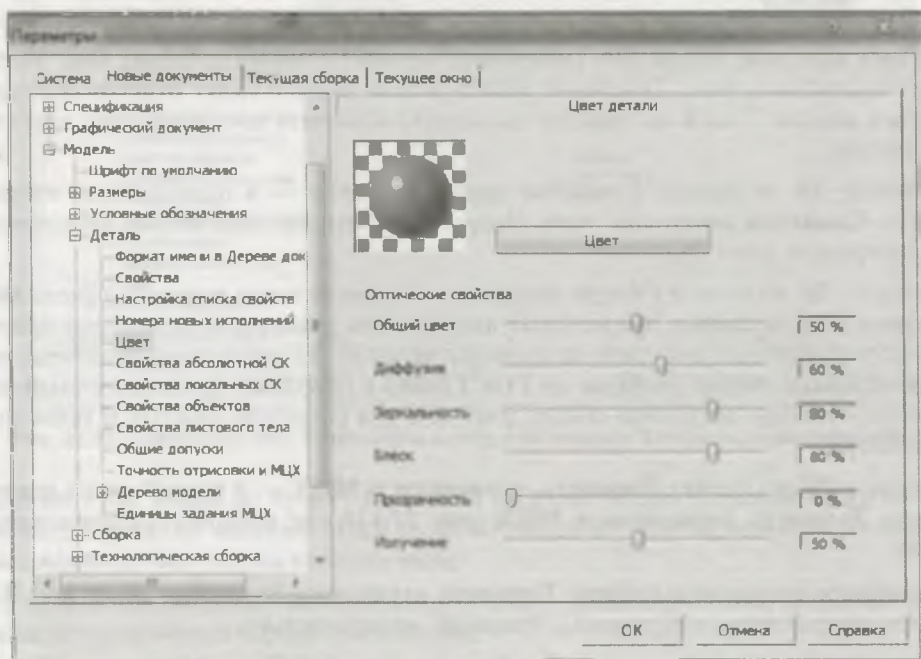 Параметры
Система Новые документы Текущая сборка Текущее окно
Спецификация
Графический документ
Модель
Шрифт по умолчанию
Размеры
Условные обозначения
Деталь
Формат имени в Дереве док
Свойства
Настройка списка свойств
Номера новых исполнений
Цвет
Свойства абсолютной СК
Свойства локальных СК
Свойства объектов
Свойства листового тела
Общие допуски
Точность отрисовки и МЦХ
Дерево модели
Единицы задания МЦХ
Сборка
Технологическая сборка
Цвет детали
Цвет
Оптические свойства
Общий цвет 50 %
Диффузия 60 %
Зеркальность 80 %
Блеск 80 %
Прозрачность 0 %
Излучение 50 %
ОК Отмена Справка